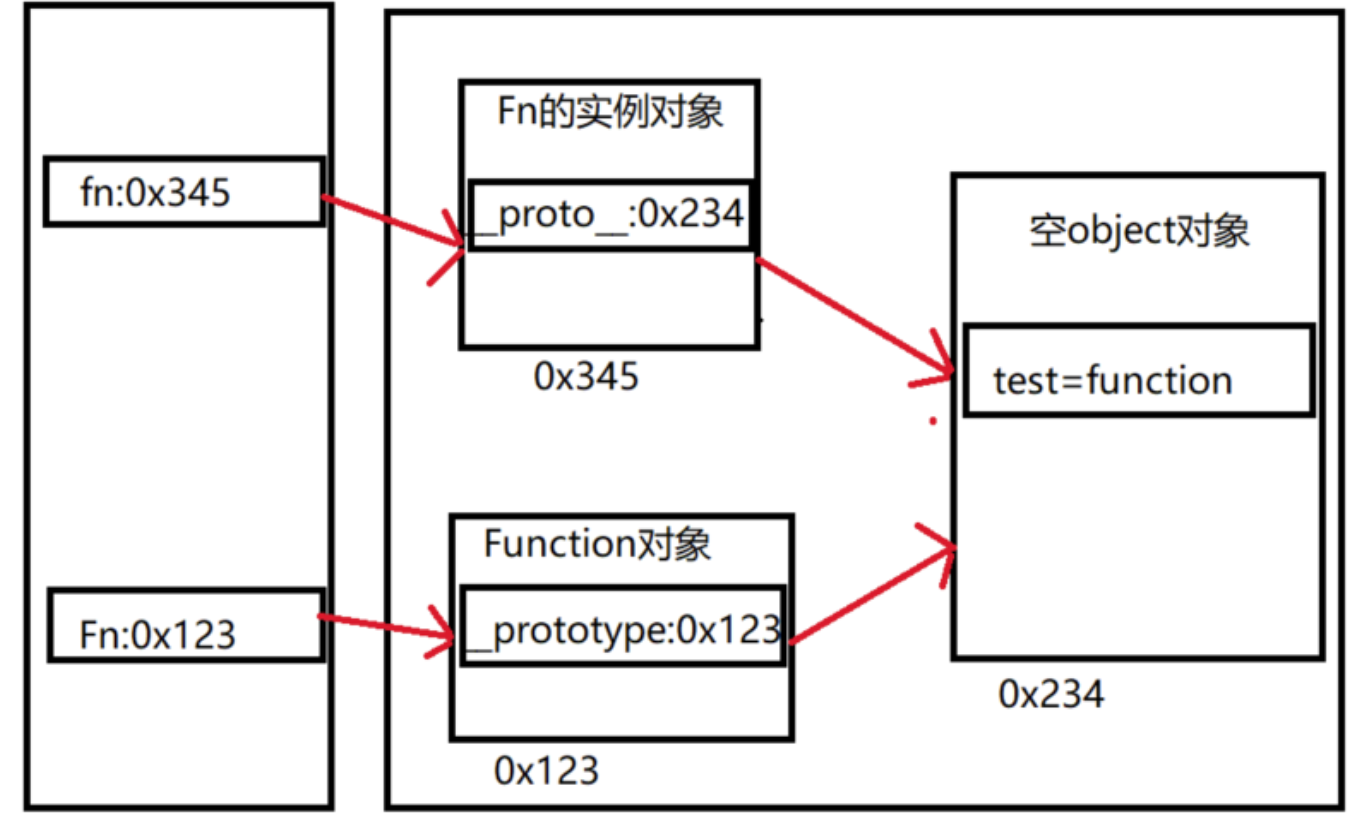 fn:0x345
Fn的实例对象
__proto__:0x234
0x345
空object对象
test=function
0x234
Fn:0x123
Function对象
__prototype:0x123
0x123